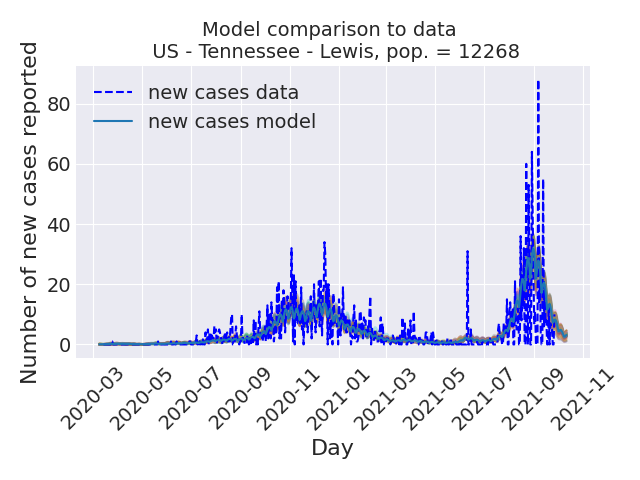 Model comparison to data
US - Tennessee - Lewis, pop. = 12268
Number of new cases reported
80
60
40
20
0
new cases data
new cases model
2020-03
2020-05
2020-07
2020-09
2020-11
2021-01
2021-03
2021-05
2021-07
2021-09
2021-11
Day